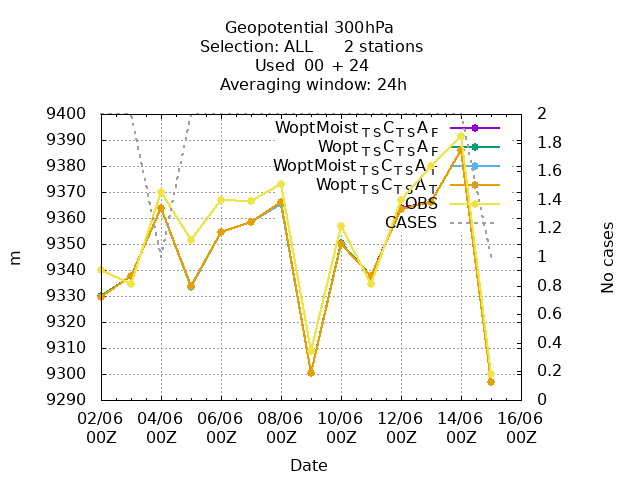 Geopotential 300hPa
Selection: ALL 2 stations
Used 00 + 24
Averaging window: 24h
9400
9390
9380
9370
9360
9350
9340
9330
9320
9310
9300
9290
m
2
1.8
1.6
1.4
1.2
1
0.8
0.6
0.4
0.2
0
No cases
WoptMoist TS C TS A F
Wopt TS C TS A F
WoptMoist TS C TS A T
Wopt TS C TS A T
OBS
CASES
02/06 04/06 06/06 08/06 10/06 12/06 14/06 16/06
00Z 00Z 00Z 00Z 00Z 00Z 00Z 00Z
Date